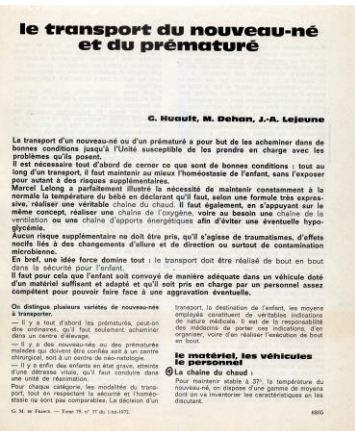 le transport du nouveau-né
et du prématuré
G. Huault, M. Dehan, J.-A. Lejeune
Le transport d'un nouveau-né ou d'un prématuré a pour but de les acheminer dans de
bonnes conditions jusqu'à l'Unité susceptible de les prendre en charge avec les
problèmes qu'ils posent.
Il est nécessaire tout d'abord de cerner ce que sont de bonnes conditions : tout au
long d'un transport, il faut maintenir au mieux l'homéostasie de l'enfant, sans l'exposer
pour autant à des risques supplémentaires.
Marcel Lelong a parfaitement illustré la nécessité de maintenir constamment à la
normale la température du bébé en déclarant qu'il faut, selon une formule très expres-
sive, réaliser une véritable chaîne du chaud. Il faut également, en s'appuyant sur le
même concept, réaliser une chaîne de l'oxygène, voire au besoin une chaîne de la
ventilation ou une chaîne d'apports énergétiques afin d'éviter une éventuelle hypo-
glycémie.
Aucun risque supplémentaire ne doit être pris, qu'il s'agisse de traumatismes, d'effets
nocifs liés à des changements d'allure et de direction ou surtout de contamination
microbienne.
En bref, une idée force domine tout : le transport doit être réalisé de bout en bout
dans la sécurité pour l'enfant.
Il faut pour cela que l'enfant soit convoyé de manière adéquate dans un véhicule doté
d'un matériel suffisant et adapté et qu'il soit pris en charge par un personnel assez
compétent pour pouvoir faire face à une aggravation éventuelle.
On distingue plusieurs variétés de nouveau-nés
à transporter.
— Il y a tout d'abord les prématurés, peut-on
dire ordinaires, qu'il faut seulement acheminer
dans un centre d'élevage.
— Il y a des nouveau-nés ou des prématurés
malades qui doivent être confiés soit à un centre
chirurgical, soit à un centre de néo-natologie.
— Il y a enfin des enfants en état grave, atteints
d'une détresse vitale, qu'il faut conduire dans
une unité de réanimation.
Pour chaque catégorie, les modalités du trans-
port, tout en respectant la sécurité et l'homéo-
stasie ne sont pas comparables. La décision d'un
transport, la destination de l'enfant, les moyens
employés constituent de véritables indications
de nature médicale. Il est de la responsabilité
des médecins de porter ces indications, d'en
organiser, voire d'en réaliser l'exécution de bout
en bout.
le matériel, les véhicules
le personnel
La chaîne du chaud :
Pour maintenir stable à 37°, la température du
nouveau-né, on dispose d'une gamme de moyens
dont on va inventorier les caractéristiques en les
discutant.
G. M. de France. — Tome 79, n° 27 du